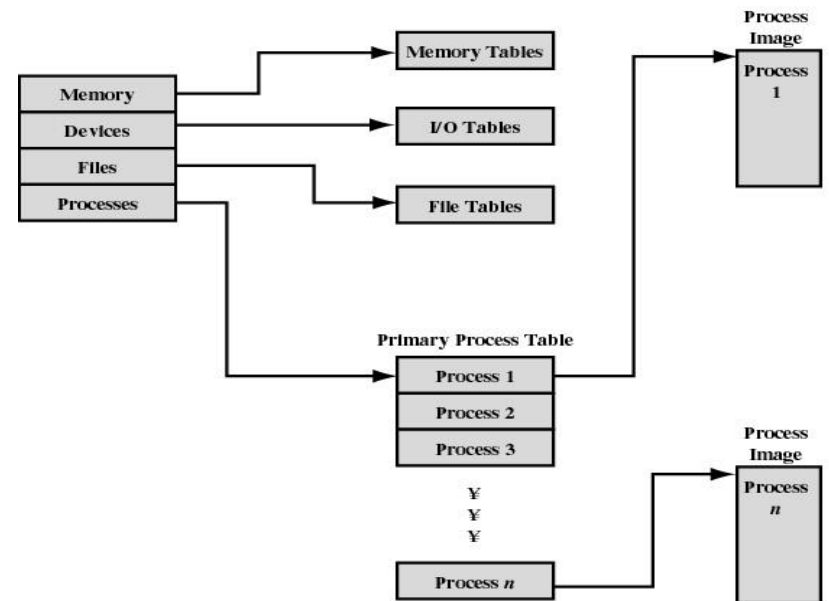 Memory
Devices
Files
Processes
Memory Tables
I/O Tables
File Tables
Primary Process Table
Process 1
Process 2
Process 3
¥
¥
¥
Process n
Process
Image
Process
1
Process
Image
Process
n